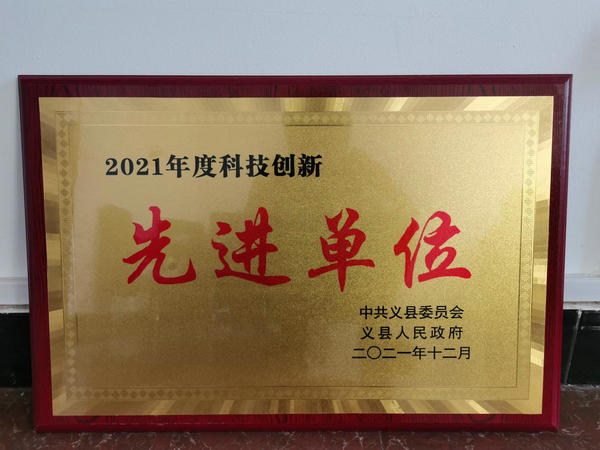 2021年度科技创新
先进单位
中共义县委员会
义县人民政府
二〇二一年十二月